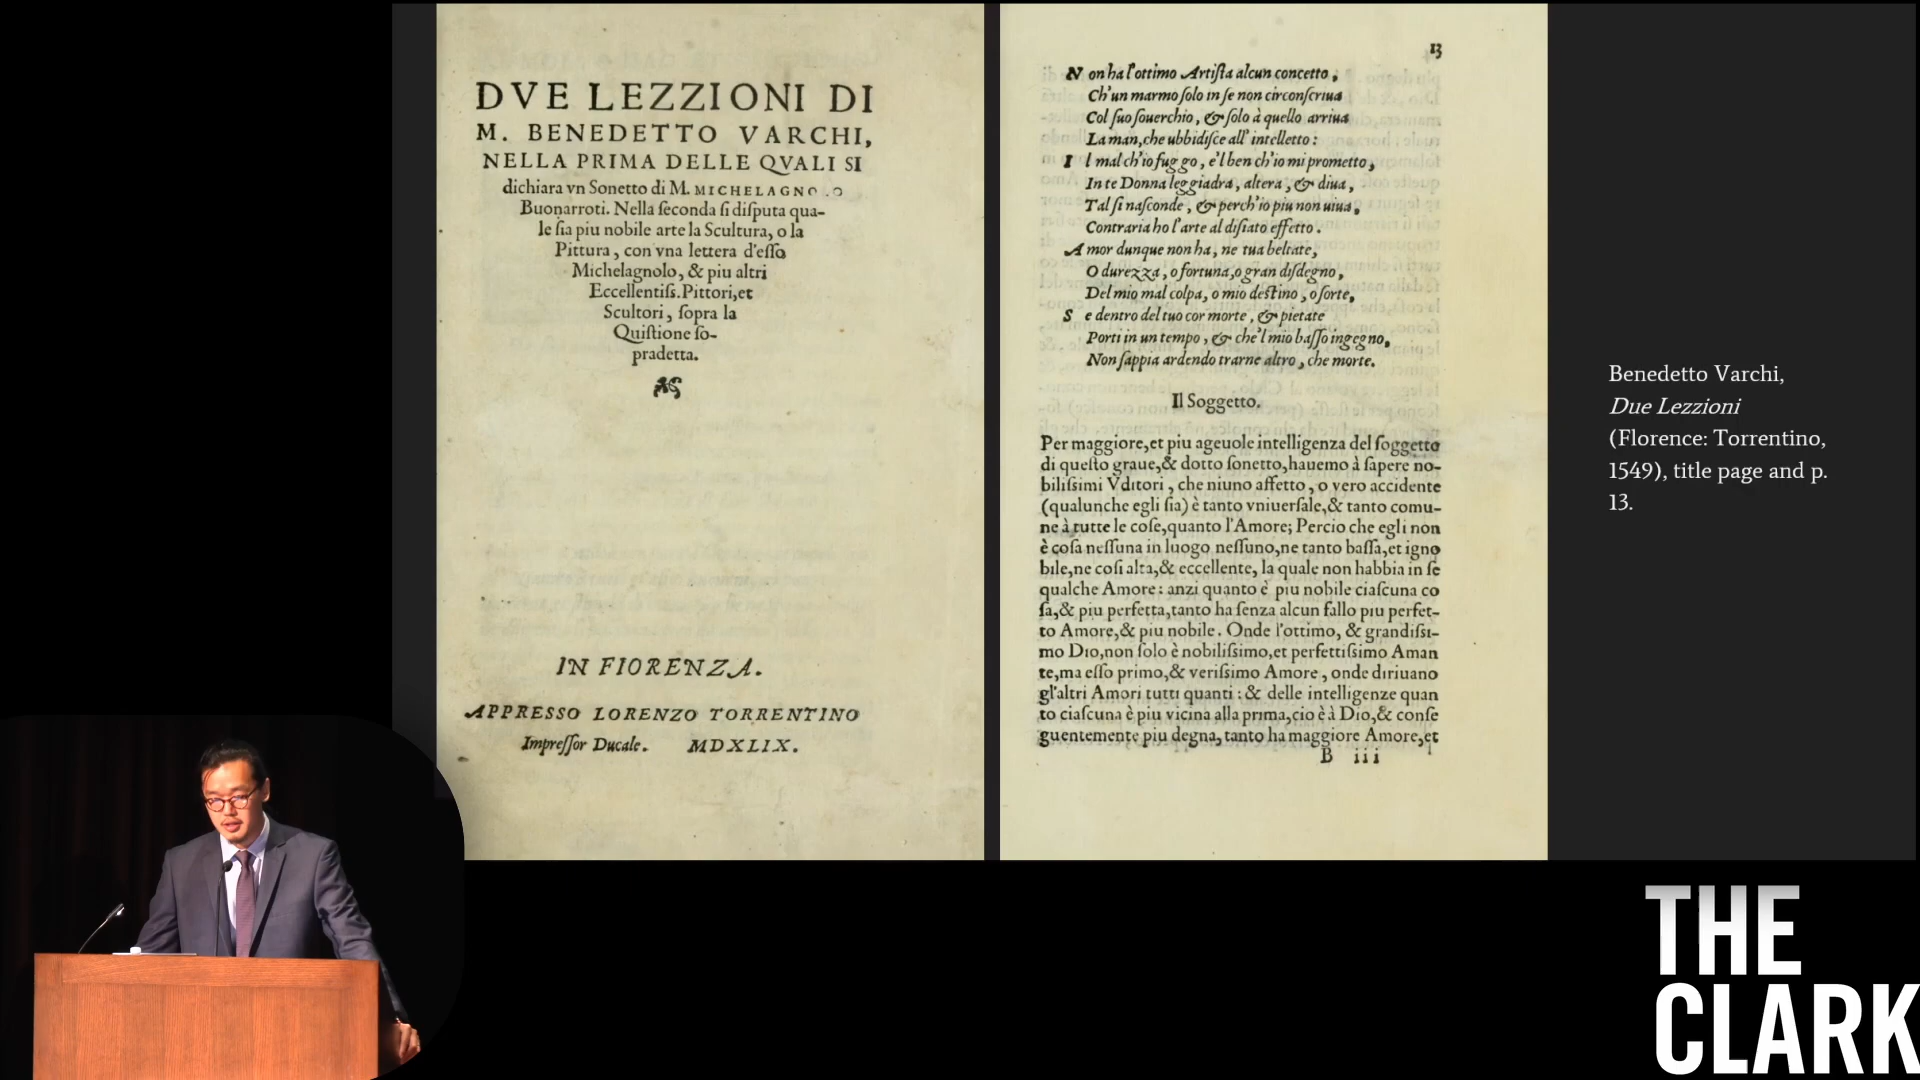 DVE LEZZIONI DI
M. BENEDETTO VARCHI,
NELLA PRIMA DELLE QVALI SI
dichiara vn Sonetto di M. MICHELAGNO
Buonarroti. Nella ſeconda ſi diſputa qua-
le ſia piu nobile arte la Scultura, o la
Pittura, con vna lettera d'eſſo
Michelagnolo, & piu altri
Eccellentiſs. Pittori, et
Scultori, ſopra la
Quiſtione ſo-
pradetta.
IN FIORENZA.
APPRESSO LORENZO TORRENTINO
Impreſſor Ducale. MDXLIX.
13
Non ha l'ottimo Artiſta alcun concetto,
Ch'un marmo ſolo in ſe non circonſcriua
Col ſuo ſouerchio, & ſolo à quello arriua
La man, che ubbidiſce all' intelletto:
Il mal ch'io fuggo, e'l ben ch'io mi prometto,
In te Donna leggiadra, altera, & diua,
Tal ſi naſconde, & perch'io piu non uiua,
Contraria ho l'arte al diſiato effetto.
Amor dunque non ha, ne tua beltate,
O durezza, o fortuna, o gran diſdegno,
Del mio mal colpa, o mio deſtino, o ſorte,
Se dentro del tuo cor morte, & pietate
Porti in un tempo, & che'l mio baſſo ingegno,
Non ſappia ardendo trarne altro, che morte.
Il Soggetto.
Per maggiore, et piu ageuole intelligenza del ſoggetto
di queſto graue, & dotto ſonetto, hauemo à ſapere no-
biliſsimi Vditori, che niuno affetto, o vero accidente
(qualunche egli ſia) è tanto vniuerſale, & tanto comu-
ne à tutte le coſe, quanto l'Amore; Percio che egli non
è coſa neſſuna in luogo neſſuno, ne tanto baſſa, et igno
bile, ne coſi alta, & eccellente, la quale non habbia in ſe
qualche Amore: anzi quanto è piu nobile ciaſcuna co
ſa, & piu perfetta, tanto ha ſenza alcun fallo piu perfet-
to Amore, & piu nobile. Onde l'ottimo, & grandiſsi-
mo Dio, non ſolo è nobiliſsimo, et perfettiſsimo Aman
te, ma eſſo primo, & veriſsimo Amore, onde diriuano
gl'altri Amori tutti quanti: & delle intelligenze quan
to ciaſcuna è piu vicina alla prima, cio è à Dio, & conſe
guentemente piu degna, tanto ha maggiore Amore, et
B iii
Benedetto Varchi,
Due Lezzioni
(Florence: Torrentino,
1549), title page and p.
13.
THE
CLARK